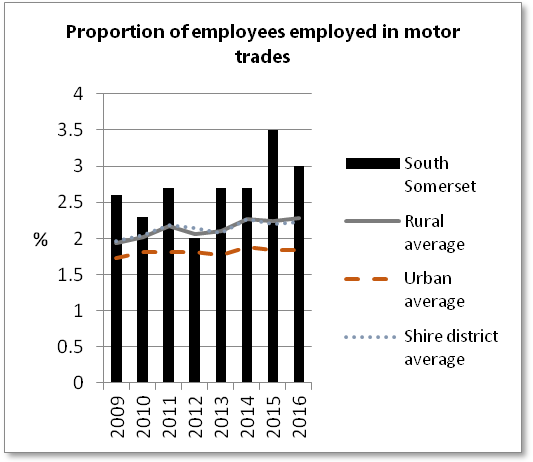 Proportion of employees employed in motor
trades
4
3.5
3
2.5
2
1.5
1
0.5
0
%
2009
2010
2011
2012
2013
2014
2015
2016
South
Somerset
Rural
average
Urban
average
Shire district
average